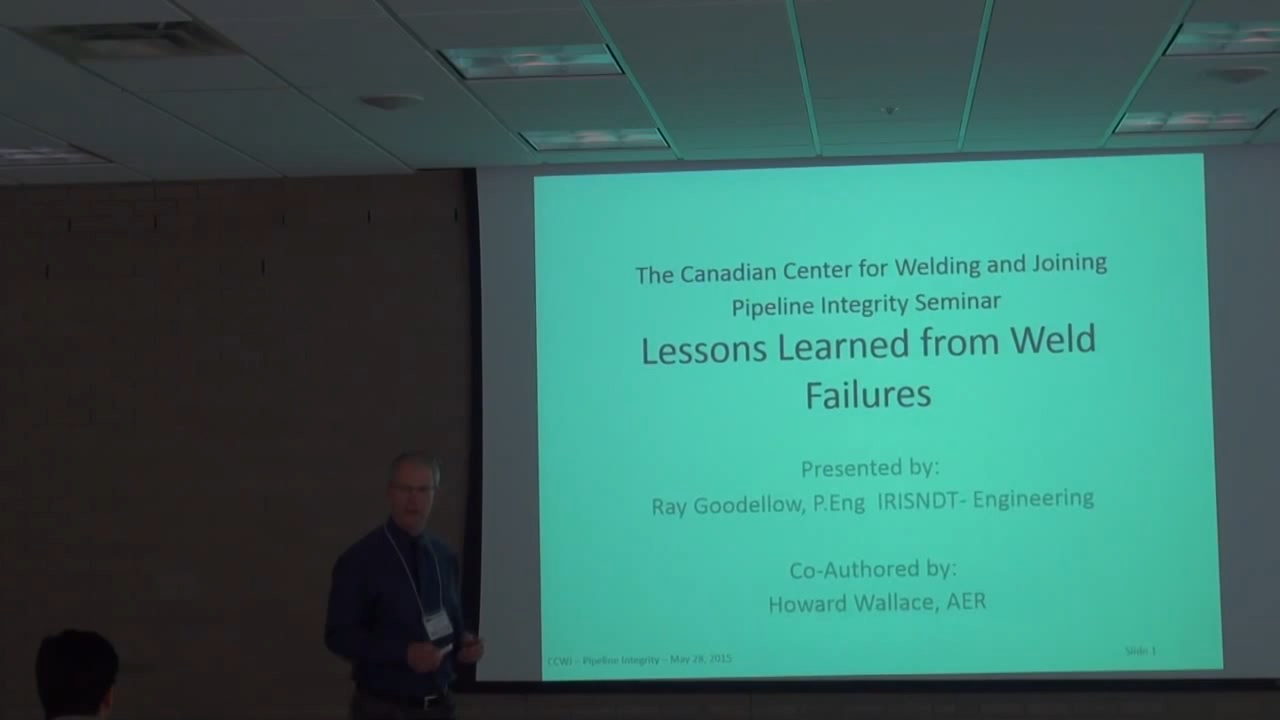 The Canadian Center for Welding and Joining
Pipeline Integrity Seminar
Lessons Learned from Weld
Failures
Presented by:
Ray Goodellow, P.Eng IRISNDT- Engineering
Co-Authored by:
Howard Wallace, AER
CCWJ – Pipeline Integrity – May 28, 2015
Slide 1